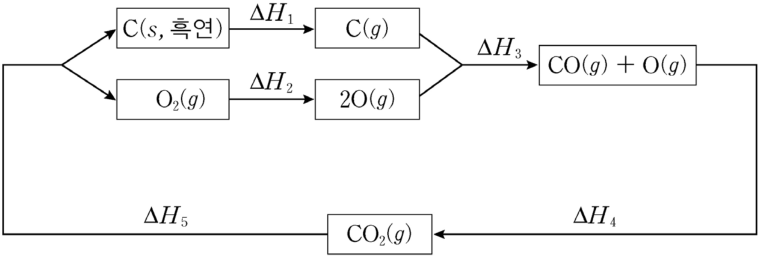 C(s, 흑연)
ΔH₁
C(g)
ΔH₃
CO(g) + O(g)
O₂(g)
ΔH₂
2O(g)
ΔH₅
CO₂(g)
ΔH₄